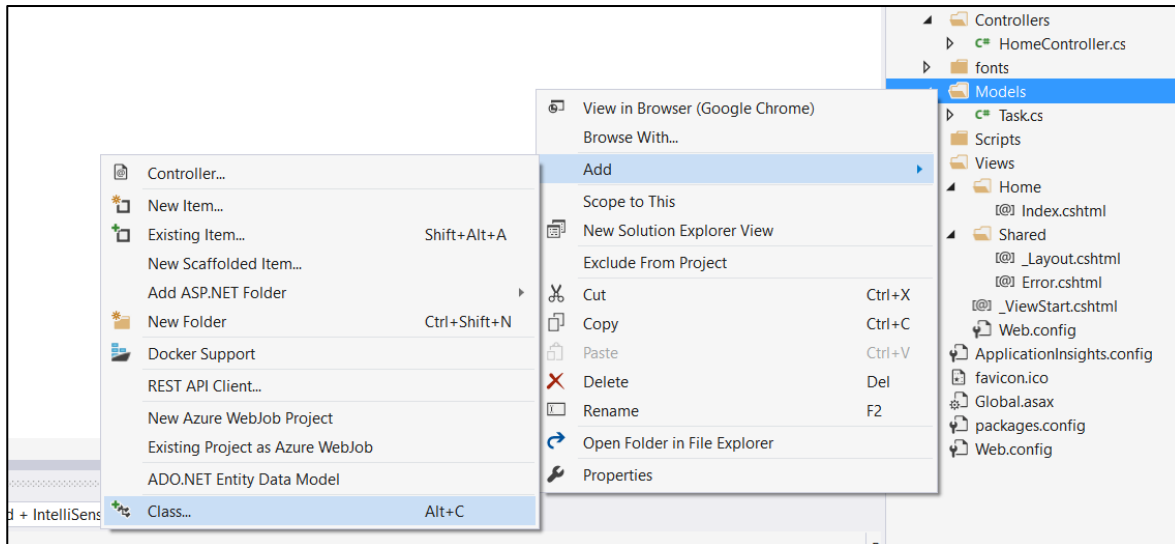 Controller...
New Item...
Existing Item... Shift+Alt+A
New Scaffolded Item...
Add ASP.NET Folder
New Folder Ctrl+Shift+N
Docker Support
REST API Client...
New Azure WebJob Project
Existing Project as Azure WebJob
ADO.NET Entity Data Model
Class... Alt+C
d + IntelliSens
View in Browser (Google Chrome)
Browse With...
Add
Scope to This
New Solution Explorer View
Exclude From Project
Cut Ctrl+X
Copy Ctrl+C
Paste Ctrl+V
Delete Del
Rename F2
Open Folder in File Explorer
Properties
Controllers
C# HomeController.cs
fonts
Models
C# Task.cs
Scripts
Views
Home
[@] Index.cshtml
Shared
[@] _Layout.cshtml
[@] Error.cshtml
[@] _ViewStart.cshtml
Web.config
ApplicationInsights.config
favicon.ico
Global.asax
packages.config
Web.config